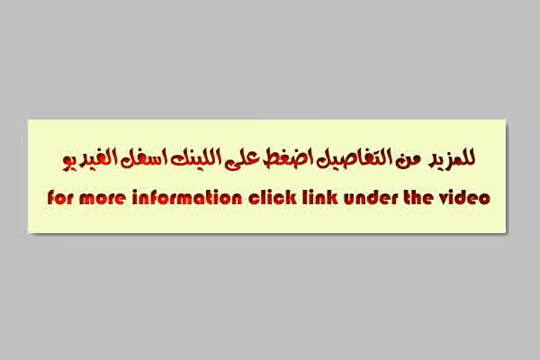 للمزيد من التفاصيل اضغط على اللينك اسفل الفيديو
for more information click link under the video